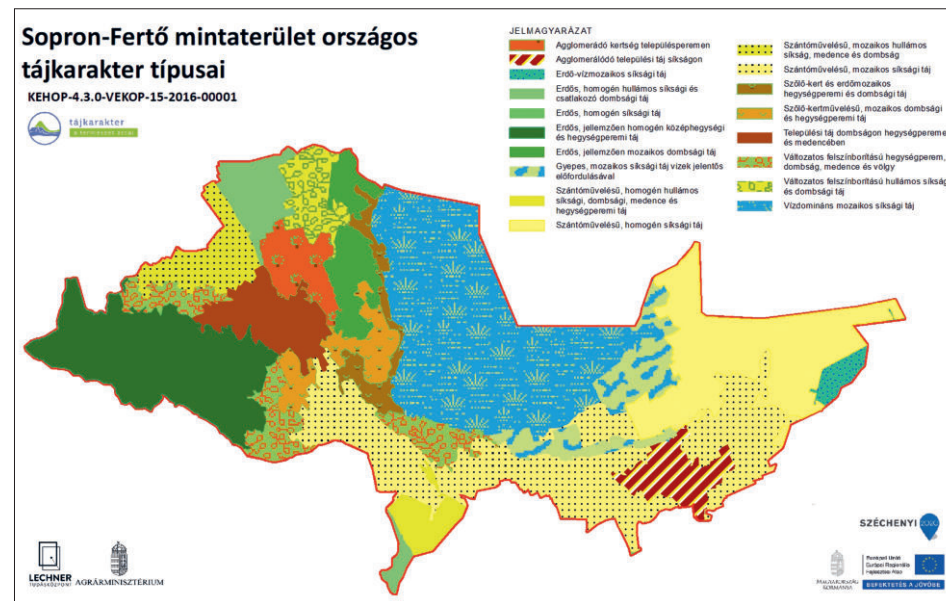 Sopron-Fertő mintaterület országos
tájkarakter típusai
KEHOP-4.3.0-VEKOP-15-2016-00001
tájkarakter
JELMAGYARÁZAT
Agglomerádó kertség településperemen
Agglomerálódó települési táj síkságon
Erdő-vízmozaikos síksági táj
Erdős, homogén hullámos síksági és
csatlakozó dombsági táj
Erdős, homogén síksági táj
Erdős, jellemzően homogén középhegységi
és hegységperemi táj
Erdős, jellemzően mozaikos dombsági táj
Gyepes, mozaikos síksági táj vizek jelentős
előfordulásával
Szántóművelésű, homogén hullámos
síksági, dombsági, medence és
hegységperemi táj
Szántóművelésű, homogén síksági táj
Szántóművelésű, mozaikos hullámos
síkság, medence és dombság
Szántóművelésű, mozaikos síksági táj
Szőlő-kert és erdőmozaikos
hegységperemi és dombsági táj
Szőlő-kertművelésű, mozaikos dombsági
és hegységperemi táj
Települési táj dombságon hegységpereme
és medencében
Változatos felszínborítású hegységperem,
dombság, medence és völgy
Változatos felszínborítású hullámos síkság
és dombsági táj
Vízdomináns mozaikos síksági táj
LECHNER
TUDÁSKÖZPONT
AGRÁRMINISZTÉRIUM
SZÉCHENYI 2020
MAGYARORSZÁG
KORMÁNYA
Európai Unió
Európai Regionális
Fejlesztési Alap
BEFEKTETÉS A JÖVŐBE